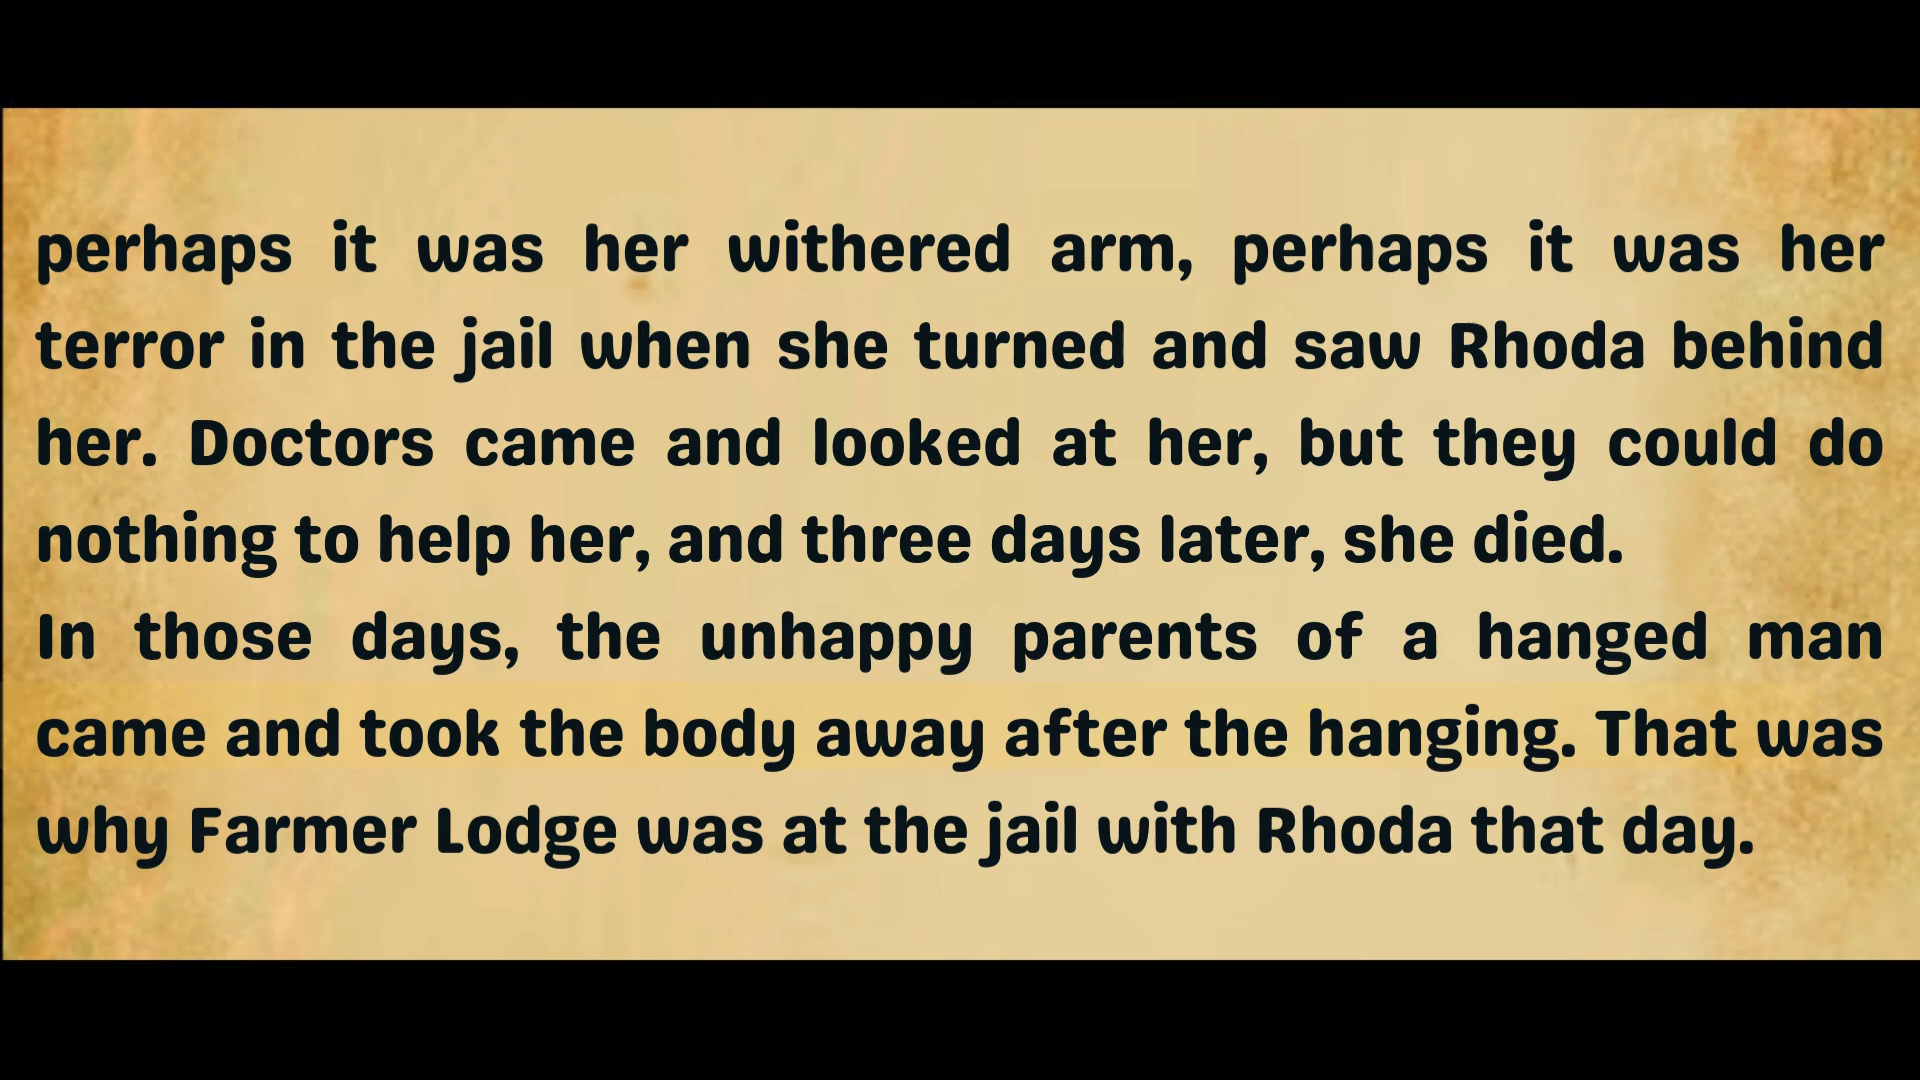 perhaps it was her withered arm, perhaps it was her
terror in the jail when she turned and saw Rhoda behind
her. Doctors came and looked at her, but they could do
nothing to help her, and three days later, she died.
In those days, the unhappy parents of a hanged man
came and took the body away after the hanging. That was
why Farmer Lodge was at the jail with Rhoda that day.